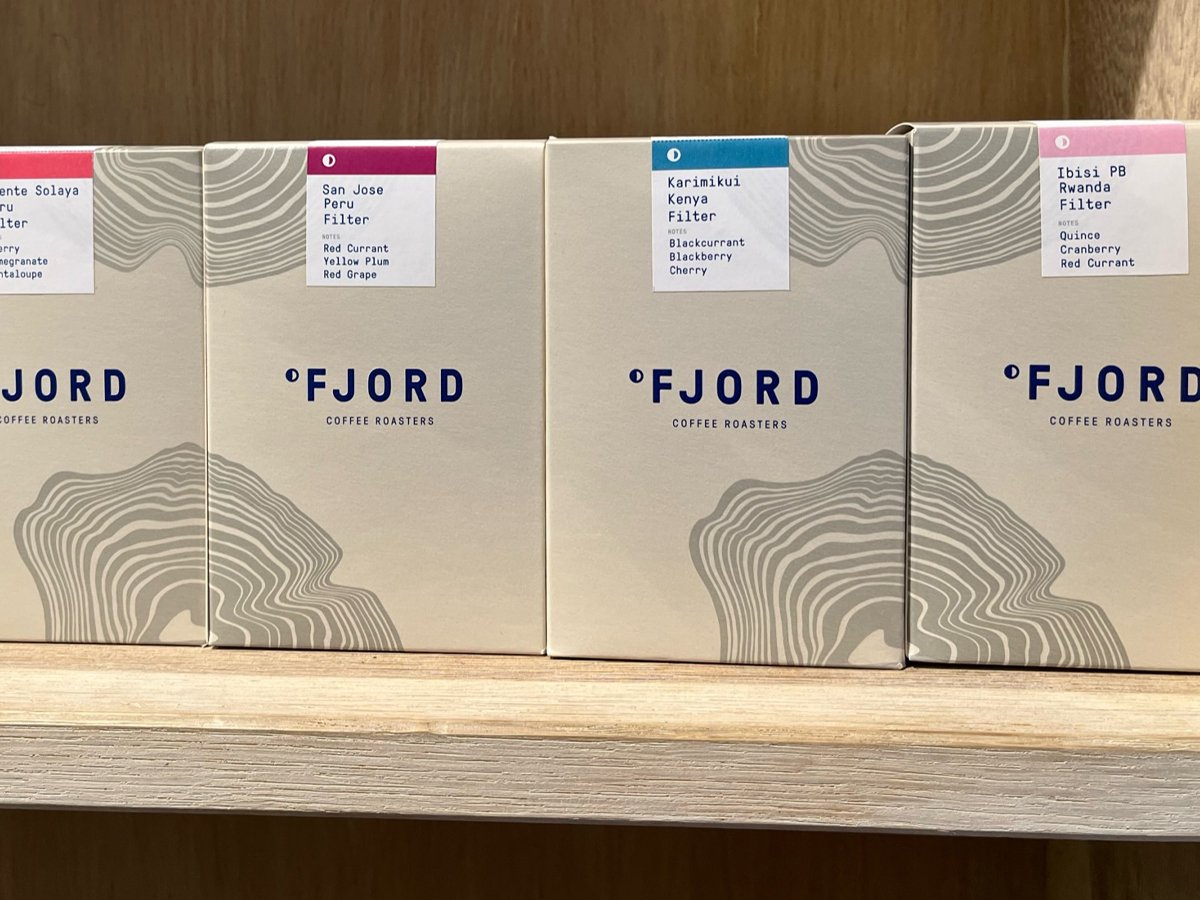 Solaya
San Jose
Peru
Filter
NOTES
Red Currant
Yellow Plum
Red Grape
Karimikui
Kenya
Filter
NOTES
Blackcurrant
Blackberry
Cherry
Ibisi PB
Rwanda
Filter
NOTES
Quince
Cranberry
Red Currant
JORD
COFFEE ROASTERS
FJORD
COFFEE ROASTERS
FJORD
COFFEE ROASTERS
FJORD
COFFEE ROASTERS